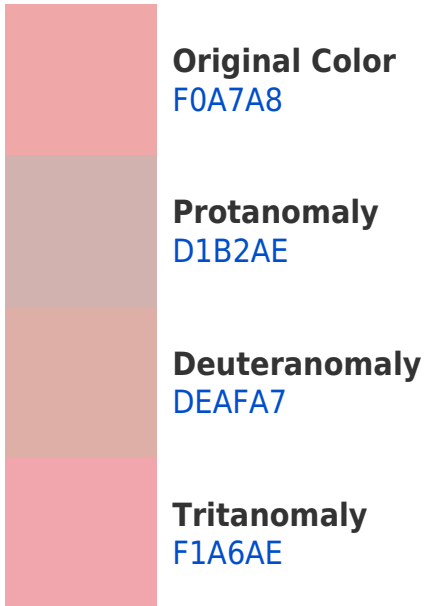 Original Color
F0A7A8
Protanomaly
D1B2AE
Deuteranomaly
DEAFA7
Tritanomaly
F1A6AE